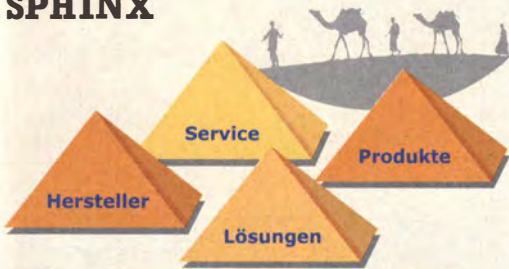 SPHINX
Service
Produkte
Hersteller
Lösungen